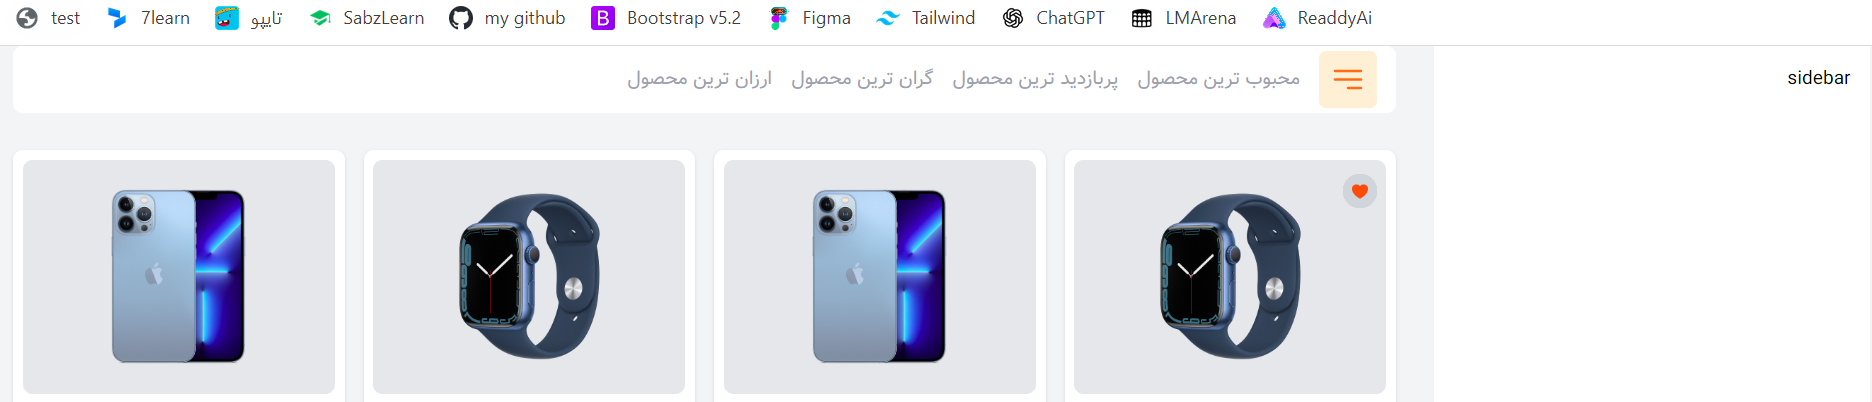 test 7learn تایپو SabzLearn my github Bootstrap v5.2 Figma Tailwind ChatGPT LMArena ReaddyAi
sidebar
محبوب ترین محصول پربازدید ترین محصول گران ترین محصول ارزان ترین محصول